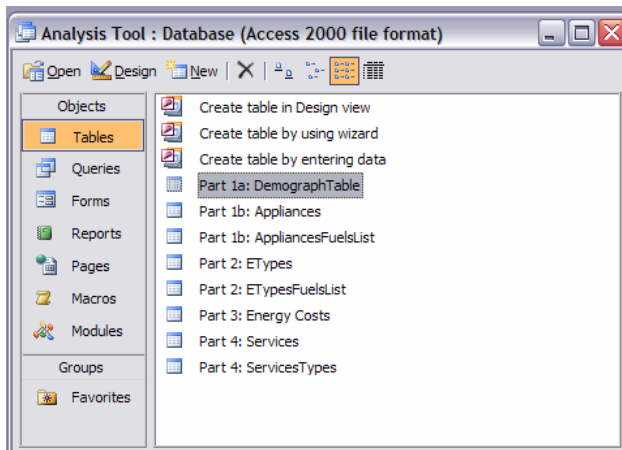 Analysis Tool : Database (Access 2000 file format)
Open Design New
Objects
Tables
Queries
Forms
Reports
Pages
Macros
Modules
Groups
Favorites
Create table in Design view
Create table by using wizard
Create table by entering data
Part 1a: DemographTable
Part 1b: Appliances
Part 1b: AppliancesFuelsList
Part 2: ETypes
Part 2: ETypesFuelsList
Part 3: Energy Costs
Part 4: Services
Part 4: ServicesTypes